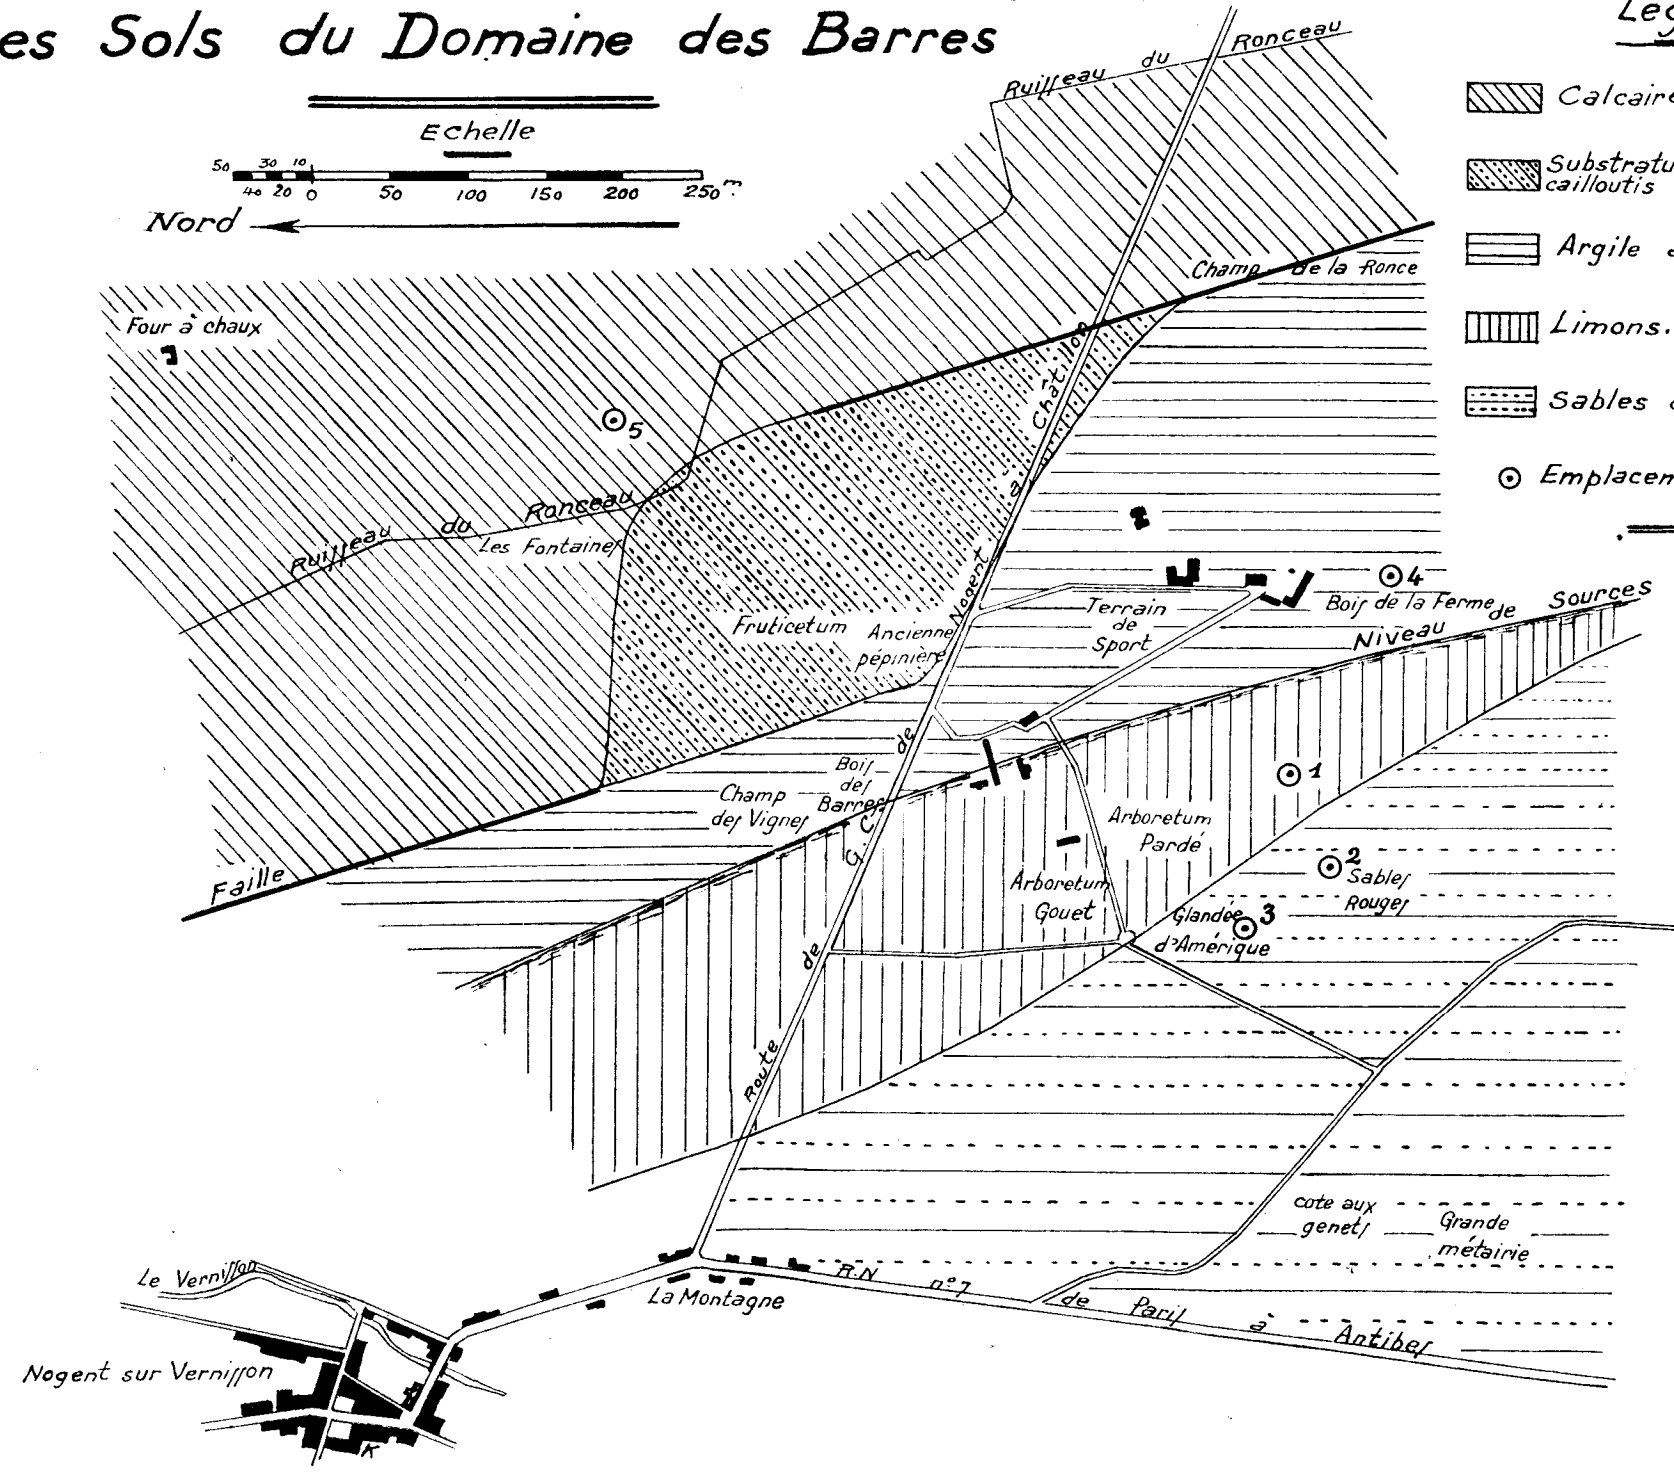 es Sols du Domaine des Barres
Echelle
50 30 10
40 20 0 50 100 150 200 250 m.
Nord
Leg
Calcaire
Substratu
cailloutis
Argile
Limons.
Sables
Emplacem
Ruisseau du Ronceau
Champ de la Ronce
Four à chaux
5
Ruisseau du Ronceau
Les Fontaines
Fruticetum
Ancienne
pépinière
Route de G.C. de Nogent à Châtillon
Terrain
de
Sport
4
Bois de la Ferme
Niveau de Sources
Bois
des
Barres
Champ
des Vignes
Faille
1
Arboretum
Pardé
Arboretum
Gouet
2
Sables
Rouges
Glandée
d'Amérique
3
cote aux
genets
Grande
métairie
Le Vernisson
La Montagne
R.N n°7 de Paris à Antibes
Nogent sur Vernisson
K